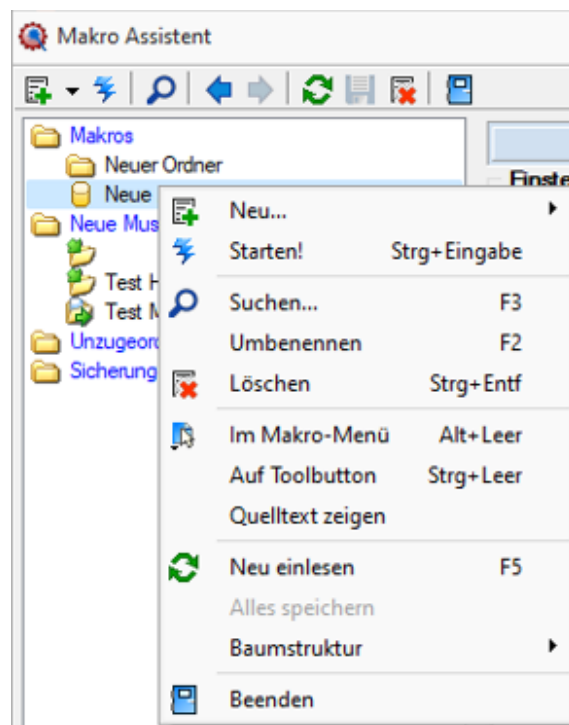 Makro Assistent
Makros
Neuer Ordner
Neue
Neue Mus
Test H
Test M
Unzugeord
Sicherung
Einste
Neu...
Starten! Strg+Eingabe
Suchen... F3
Umbenennen F2
Löschen Strg+Entf
Im Makro-Menü Alt+Leer
Auf Toolbutton Strg+Leer
Quelltext zeigen
Neu einlesen F5
Alles speichern
Baumstruktur
Beenden